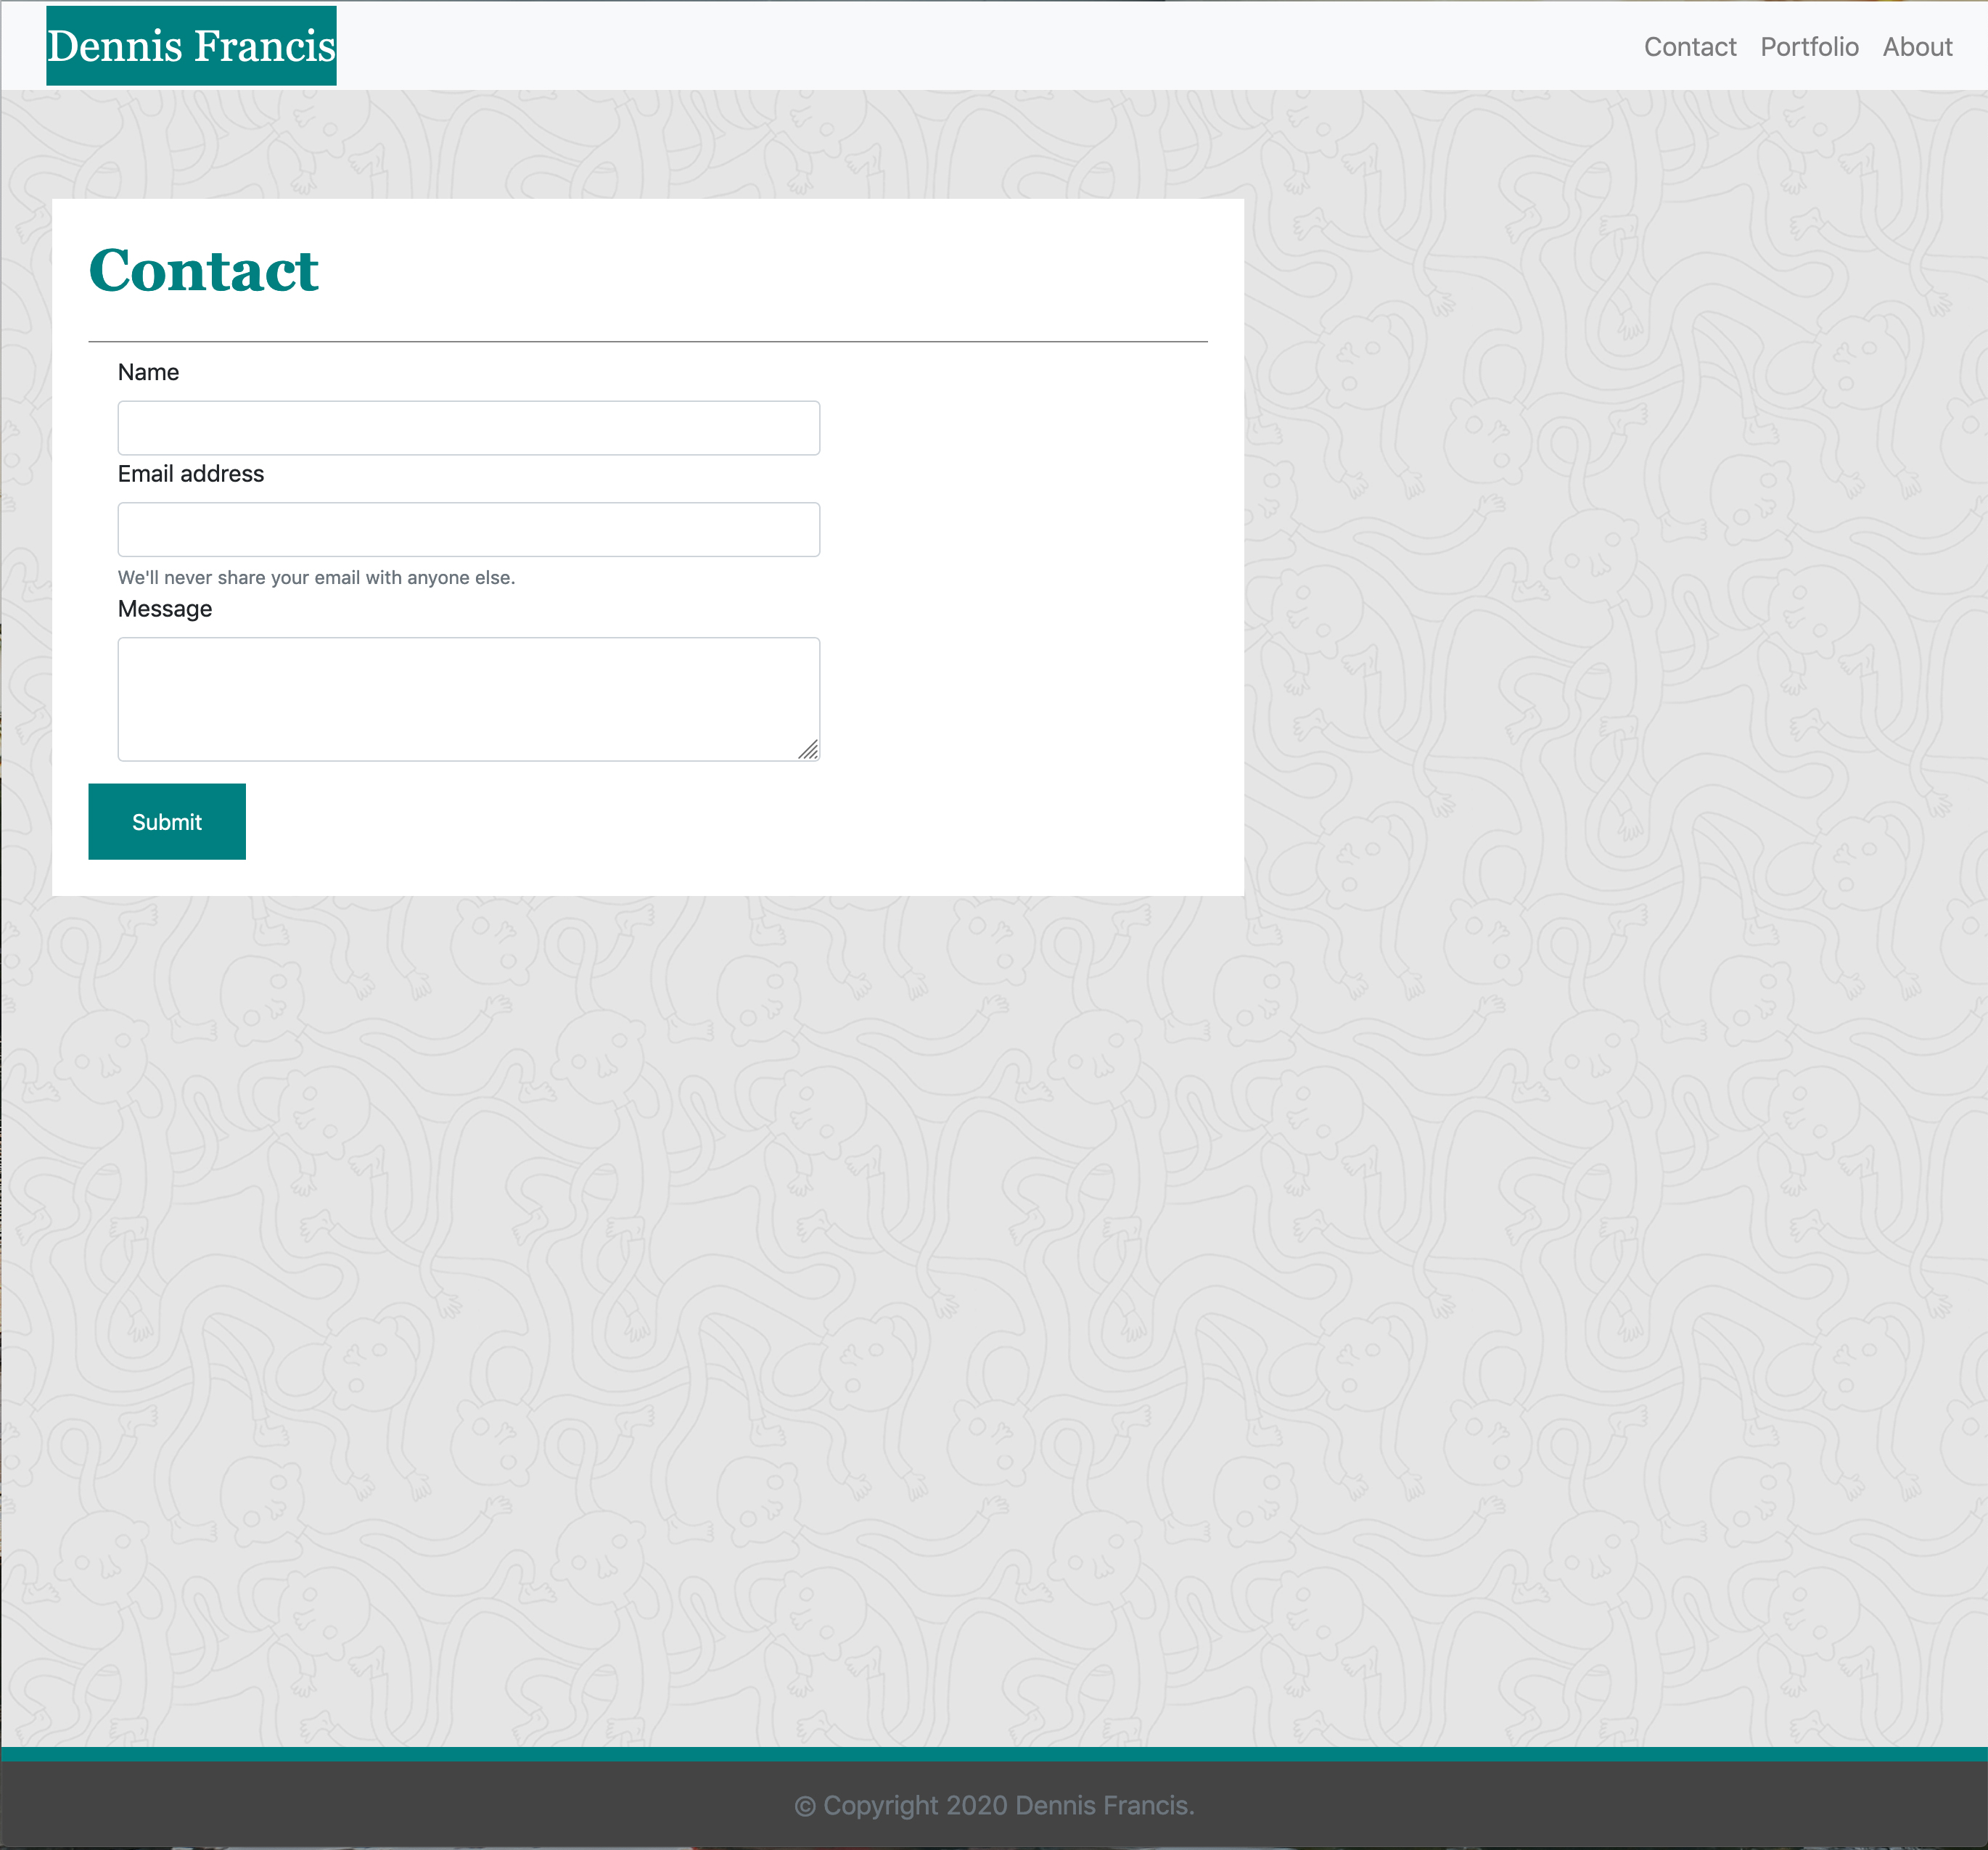 Dennis Francis
Contact Portfolio About
Contact
Name
Email address
We'll never share your email with anyone else.
Message
Submit
© Copyright 2020 Dennis Francis.